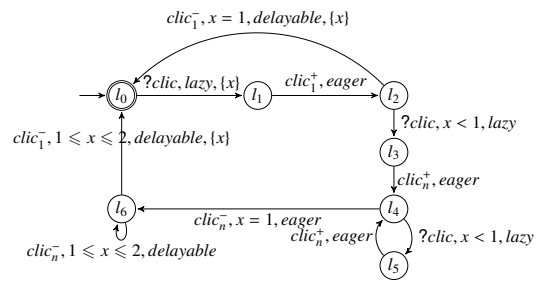 clic₁⁻, x = 1, delayable, {x}
l₀
?clic, lazy, {x}
l₁
clic₁⁺, eager
l₂
?clic, x < 1, lazy
clic₁⁻, 1 ⩽ x ⩽ 2, delayable, {x}
l₃
clicₙ⁺, eager
l₆
clicₙ⁻, x = 1, eager
l₄
clicₙ⁺, eager
?clic, x < 1, lazy
clicₙ⁻, 1 ⩽ x ⩽ 2, delayable
l₅